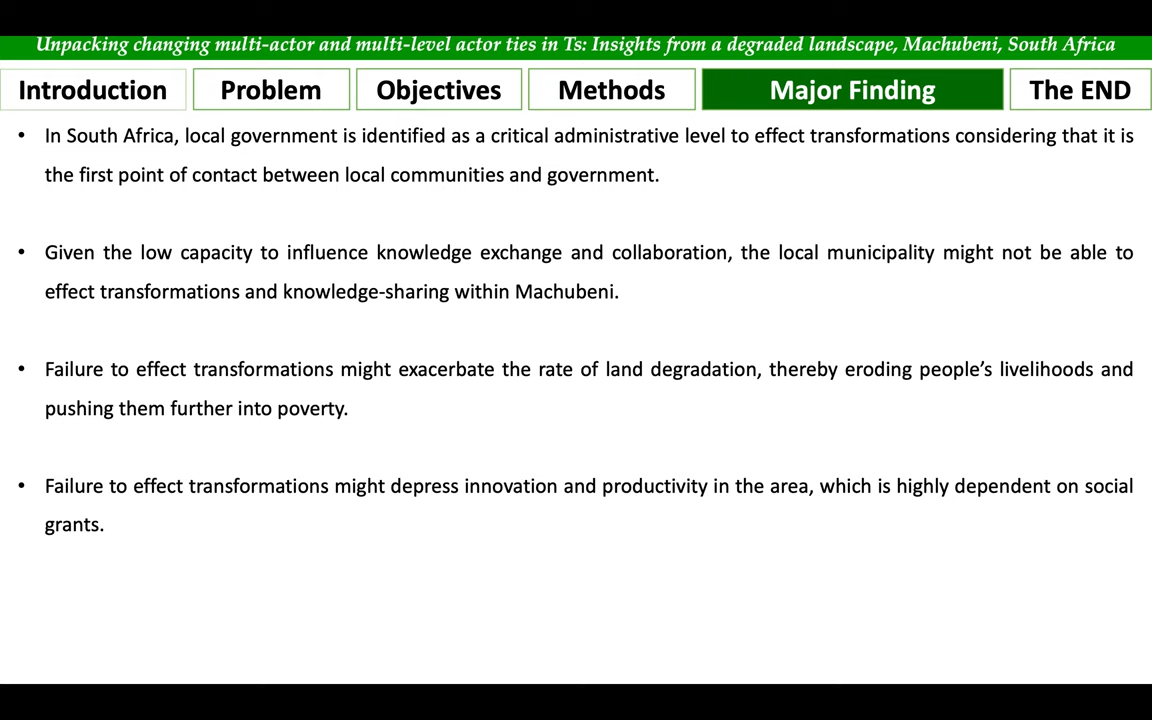 Unpacking changing multi-actor and multi-level actor ties in Ts: Insights from a degraded landscape, Machubeni, South Africa
Introduction
Problem
Objectives
Methods
Major Finding
The END
• In South Africa, local government is identified as a critical administrative level to effect transformations considering that it is
the first point of contact between local communities and government.
• Given the low capacity to influence knowledge exchange and collaboration, the local municipality might not be able to
effect transformations and knowledge-sharing within Machubeni.
• Failure to effect transformations might exacerbate the rate of land degradation, thereby eroding people’s livelihoods and
pushing them further into poverty.
• Failure to effect transformations might depress innovation and productivity in the area, which is highly dependent on social
grants.